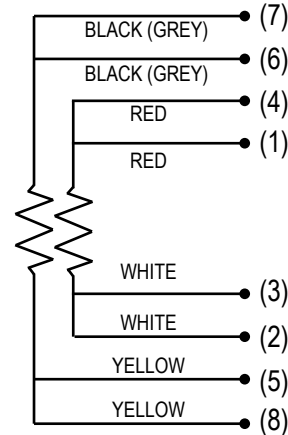 (7)
BLACK (GREY)
(6)
BLACK (GREY)
(4)
RED
(1)
RED
WHITE
(3)
WHITE
(2)
YELLOW
(5)
YELLOW
(8)